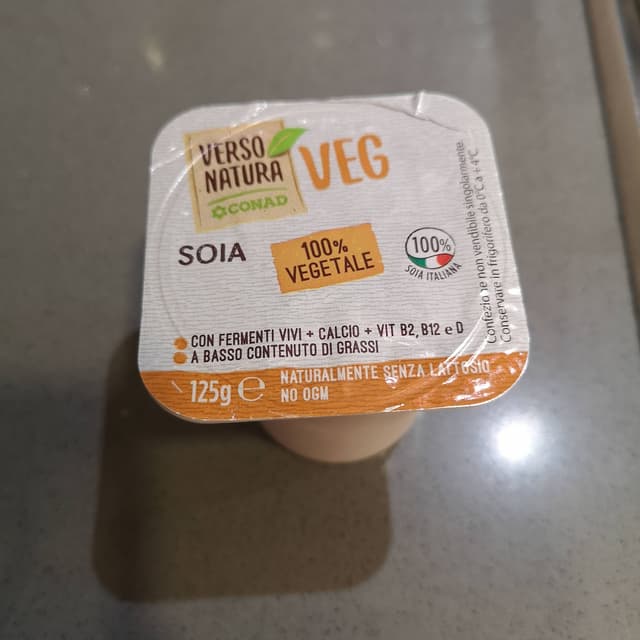 VERSO
NATURA
CONAD
VEG
SOIA
100%
VEGETALE
100%
SOIA ITALIANA
CON FERMENTI VIVI + CALCIO + VIT B2, B12 e D
A BASSO CONTENUTO DI GRASSI
125g ℮
NATURALMENTE SENZA LATTOSIO
NO OGM
Confezione non vendibile singolarmente.
Conservare in frigorifero da 0°C a + 4°C.